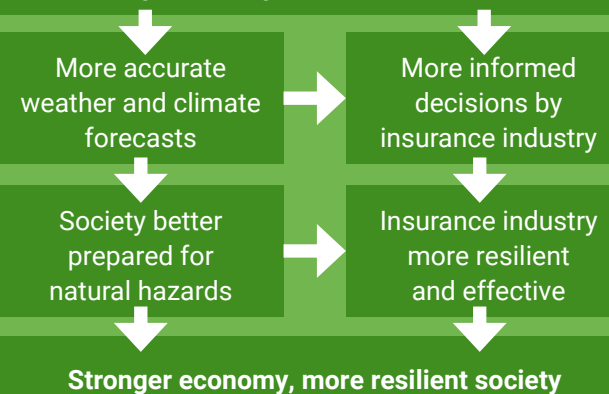 More accurate
weather and climate
forecasts
More informed
decisions by
insurance industry
Society better
prepared for
natural hazards
Insurance industry
more resilient
and effective
Stronger economy, more resilient society